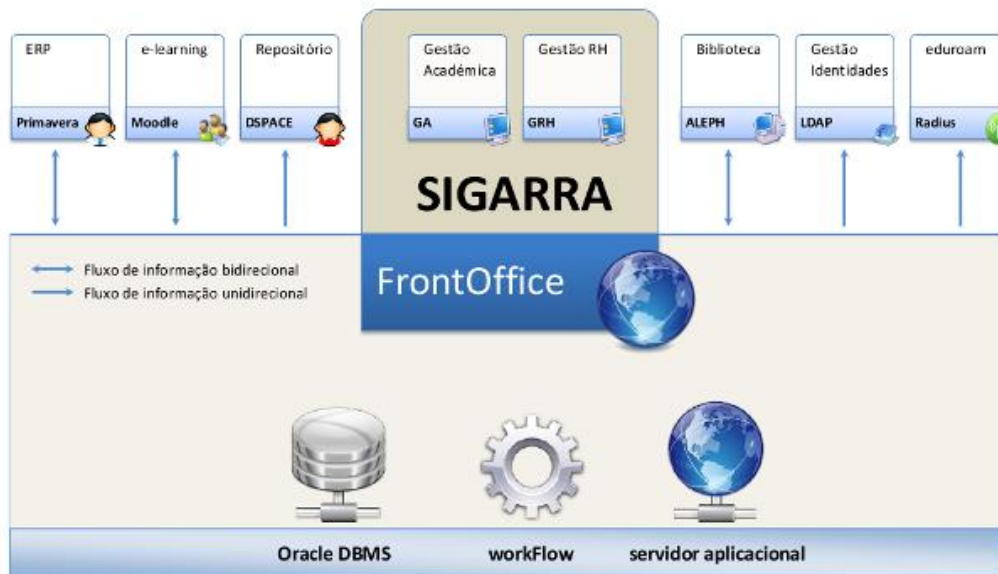 ERP
e-learning
Repositório
Gestão
Académica
Gestão RH
Biblioteca
Gestão
Identidades
eduroam
Primavera
Moodle
DSPACE
GA
GRH
ALEPH
LDAP
Radius
SIGARRA
FrontOffice
Fluxo de informação bidirecional
Fluxo de informação unidirecional
Oracle DBMS
workFlow
servidor aplicacional